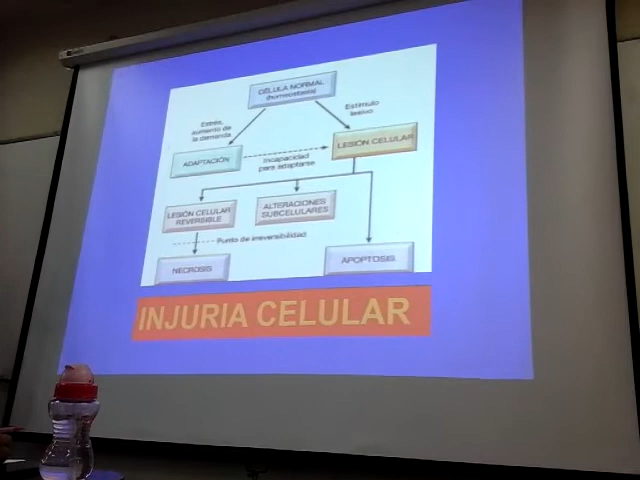 CÉLULA NORMAL
(homeostasis)
Estrés,
aumento de
la demanda
Estímulo
lesivo
ADAPTACIÓN
Incapacidad
para adaptarse
LESIÓN CELULAR
LESIÓN CELULAR
REVERSIBLE
ALTERACIONES
SUBCELULARES
Punto de irreversibilidad
NECROSIS
APOPTOSIS
INJURIA CELULAR